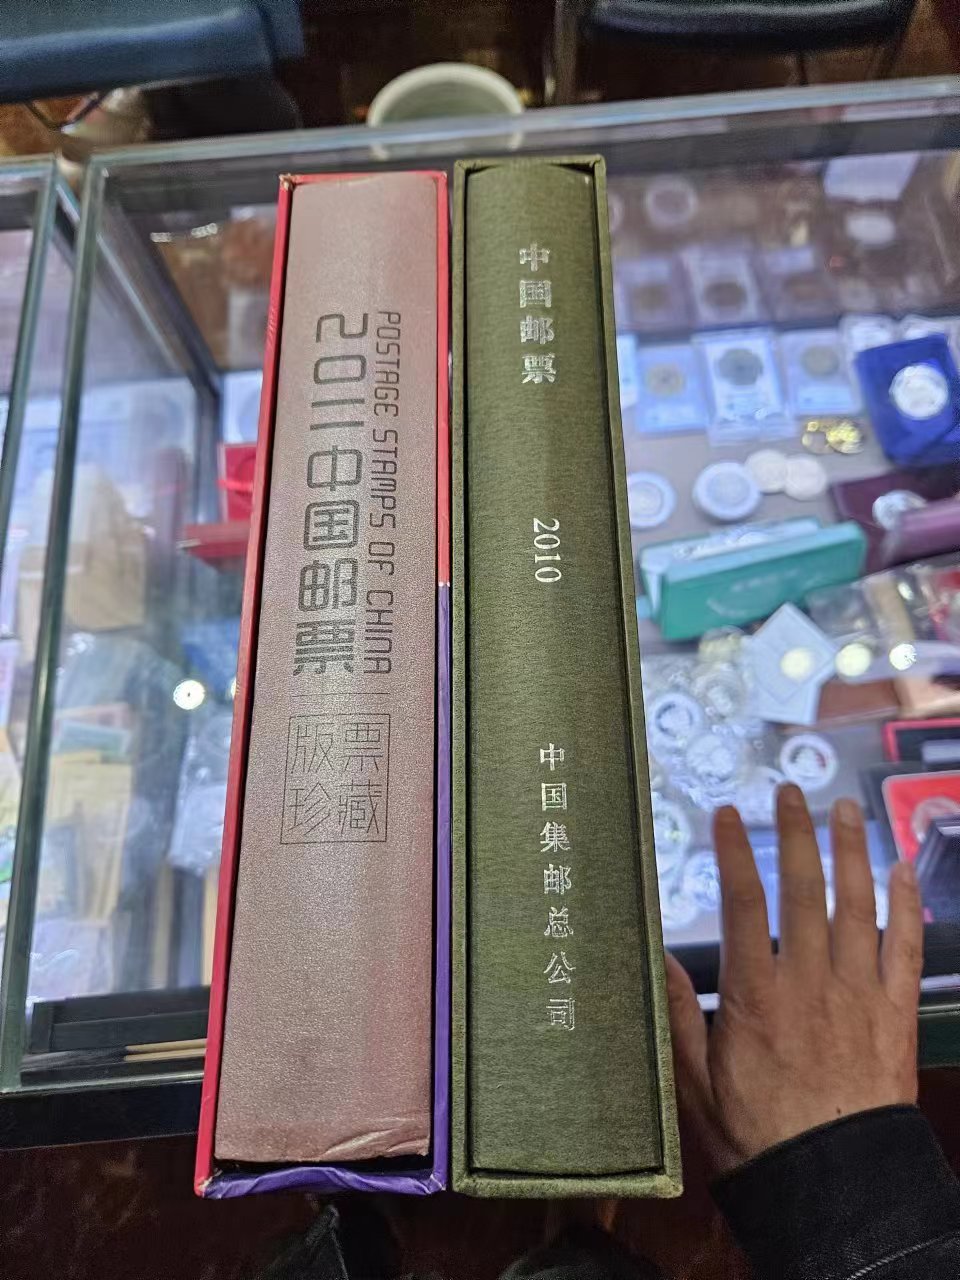 POSTAGE STAMPS OF CHINA
2011中国邮票
版票
珍藏
中国邮票
2010
中国集邮总公司